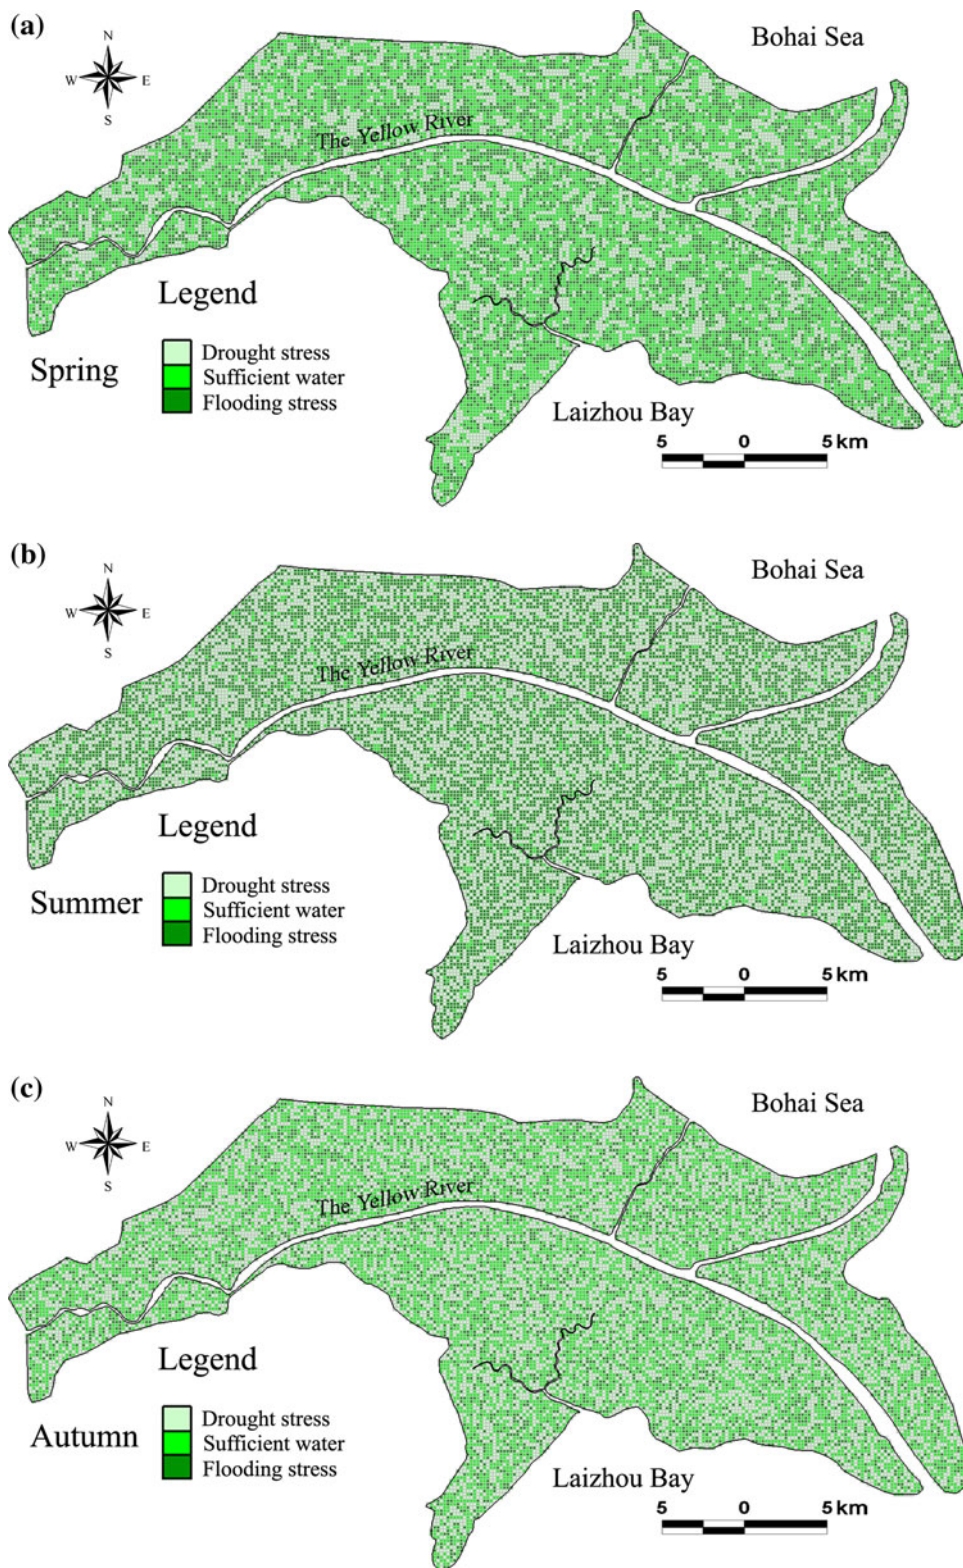 (a)
N
W E
S
Bohai Sea
The Yellow River
Legend
Drought stress
Sufficient water
Flooding stress
Spring
Laizhou Bay
5 0 5 km
(b)
N
W E
S
Bohai Sea
The Yellow River
Legend
Drought stress
Sufficient water
Flooding stress
Summer
Laizhou Bay
5 0 5 km
(c)
N
W E
S
Bohai Sea
The Yellow River
Legend
Drought stress
Sufficient water
Flooding stress
Autumn
Laizhou Bay
5 0 5 km